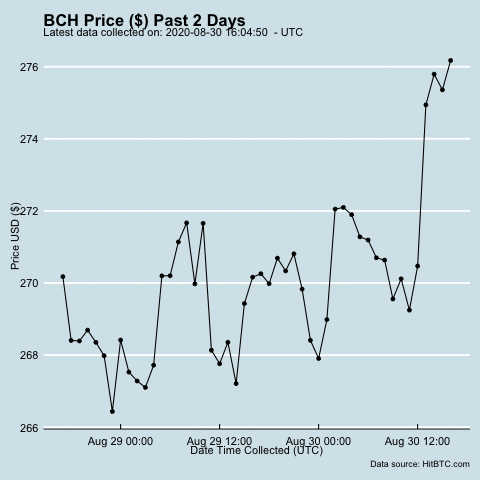 BCH Price ($) Past 2 Days
Latest data collected on: 2020-08-30 16:04:50 - UTC
276
274
272
270
268
266
Price USD ($)
Aug 29 00:00 Aug 29 12:00 Aug 30 00:00 Aug 30 12:00
Date Time Collected (UTC)
Data source: HitBTC.com